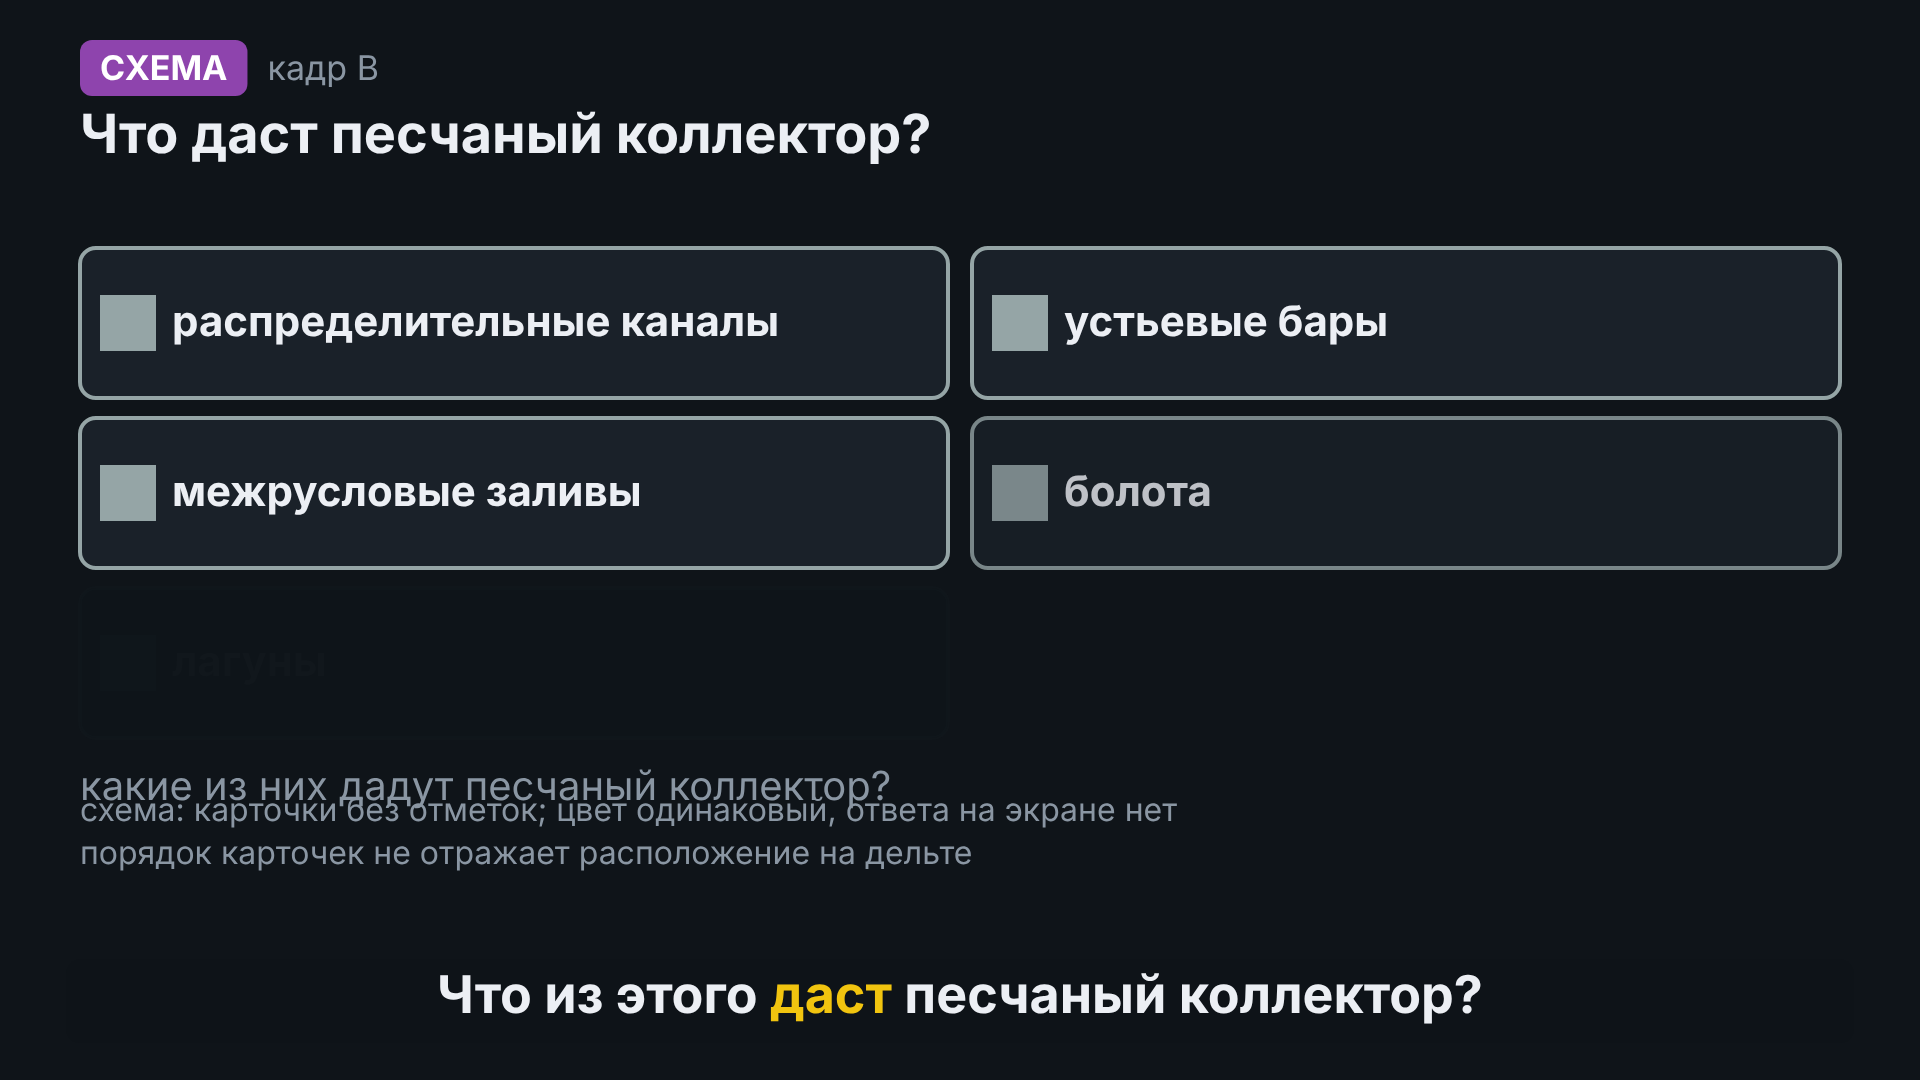 СХЕМА кадр B
Что даст песчаный коллектор?
распределительные каналы
устьевые бары
межрусловые заливы
болота
лагуны
какие из них дадут песчаный коллектор?
схема: карточки без отметок; цвет одинаковый, ответа на экране нет
порядок карточек не отражает расположение на дельте
Что из этого даст песчаный коллектор?